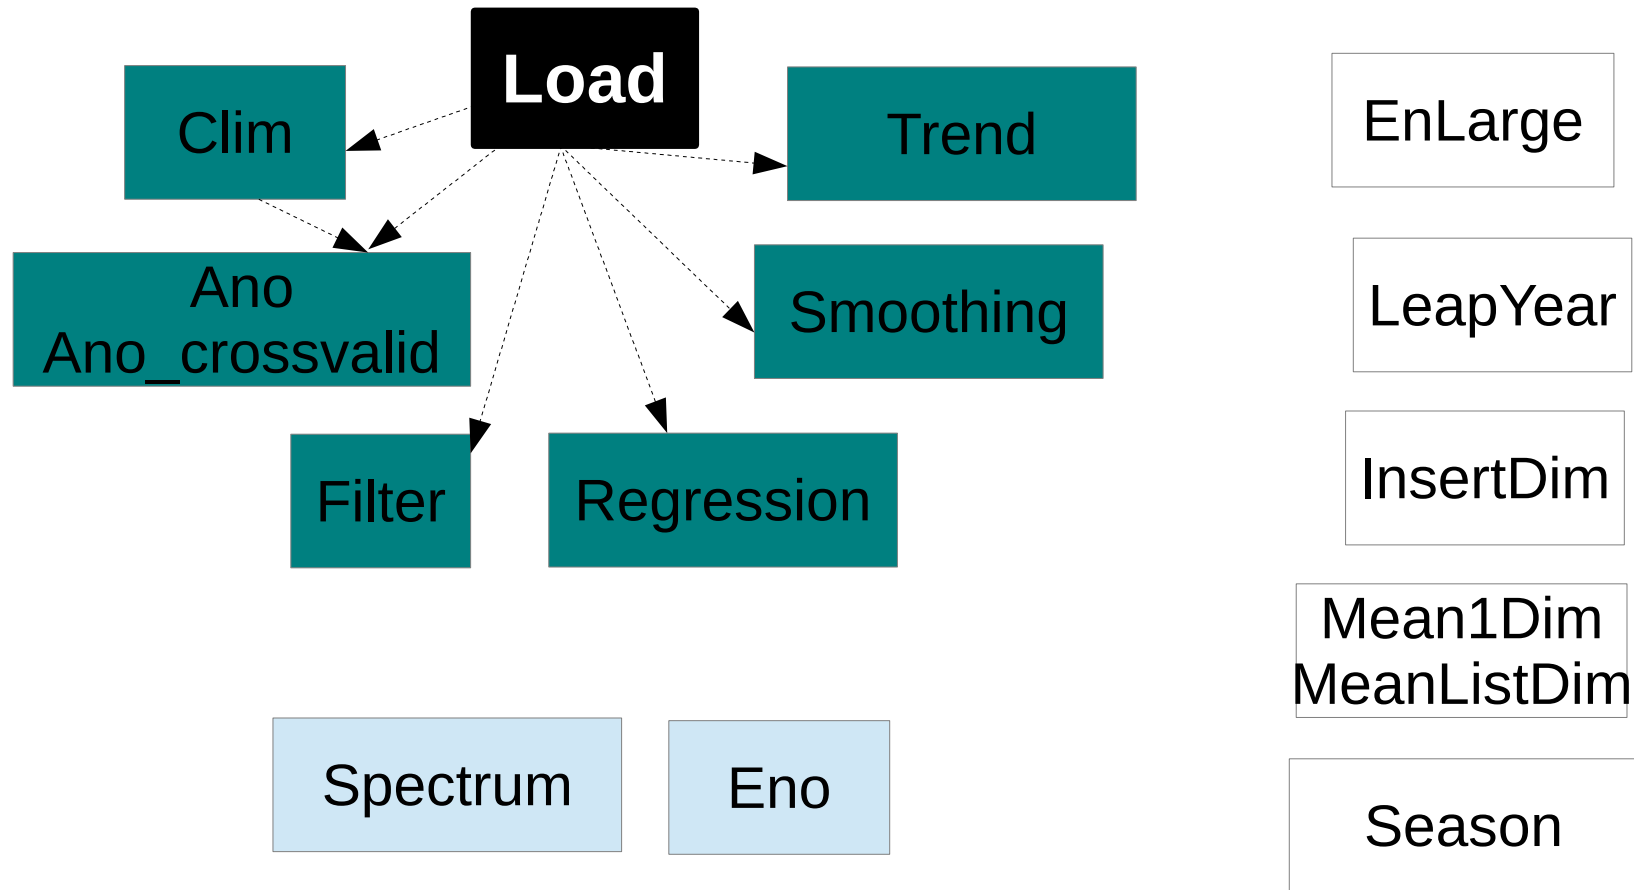 Load
Clim
Trend
EnLarge
Ano
Ano_crossvalid
Smoothing
LeapYear
Filter
Regression
InsertDim
Mean1Dim
MeanListDim
Spectrum
Eno
Season